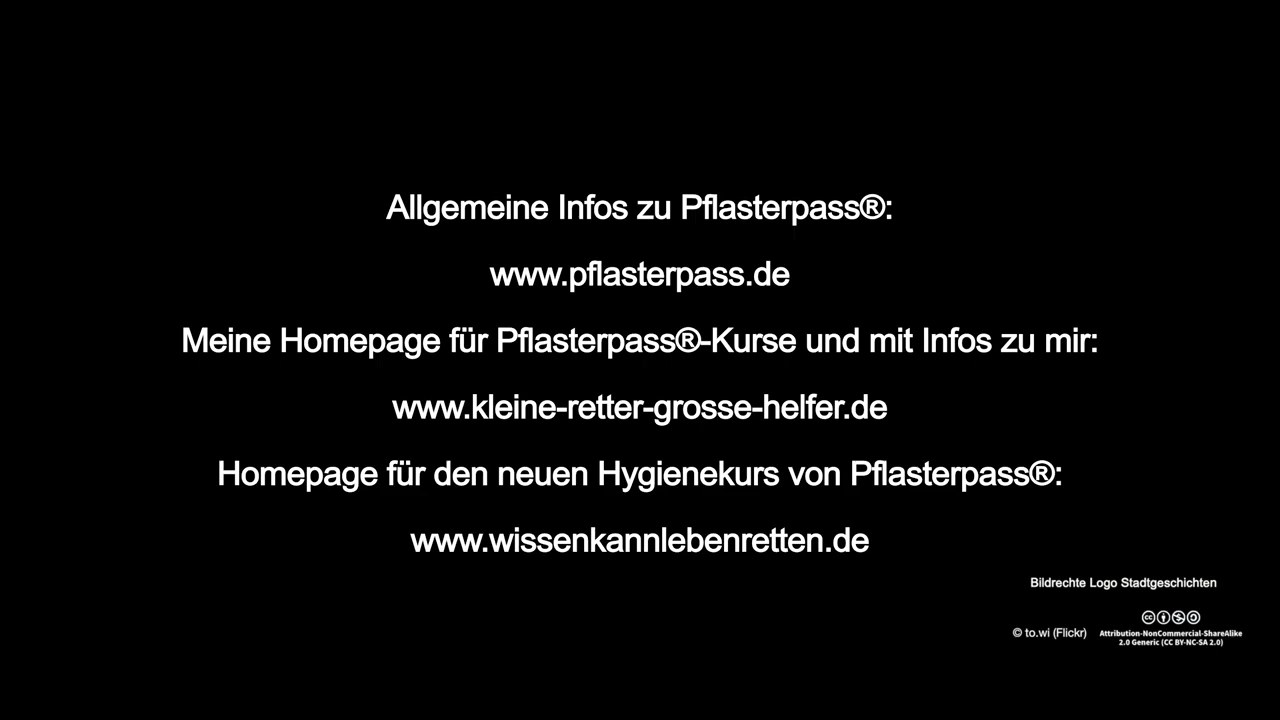 Allgemeine Infos zu Pflasterpass®:
www.pflasterpass.de
Meine Homepage für Pflasterpass®-Kurse und mit Infos zu mir:
www.kleine-retter-grosse-helfer.de
Homepage für den neuen Hygienekurs von Pflasterpass®:
www.wissenkannlebenretten.de
Bildrechte Logo Stadtgeschichten
© to.wi (Flickr)
Attribution-NonCommercial-ShareAlike
2.0 Generic (CC BY-NC-SA 2.0)